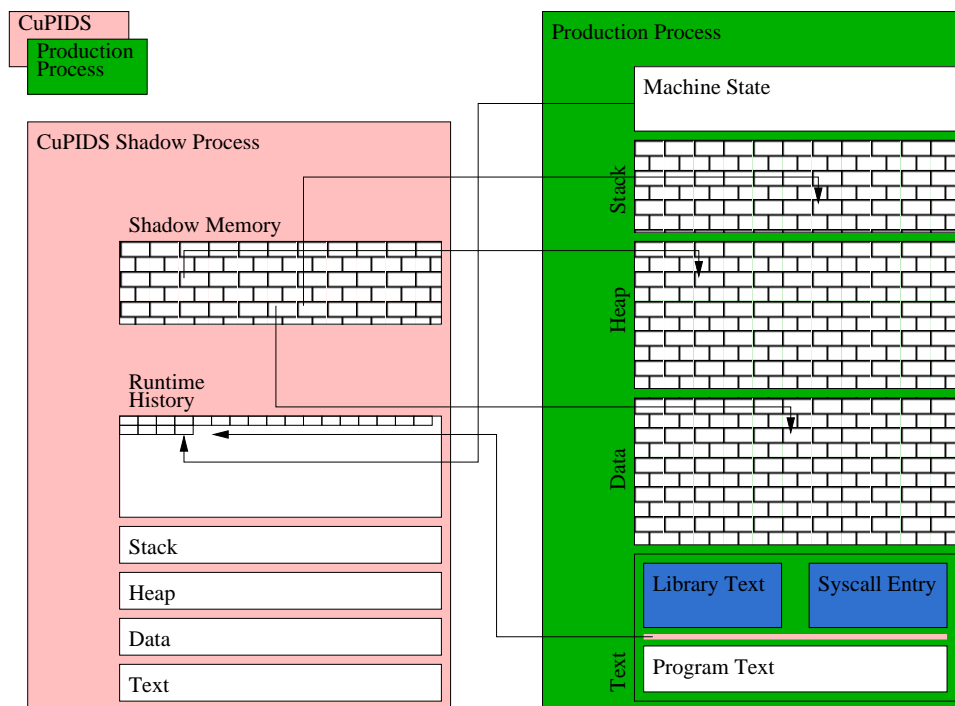 CuPIDS
Production
Process
CuPIDS Shadow Process
Shadow Memory
Runtime
History
Stack
Heap
Data
Text
Production Process
Machine State
Stack
Heap
Data
Text
Library Text
Syscall Entry
Program Text